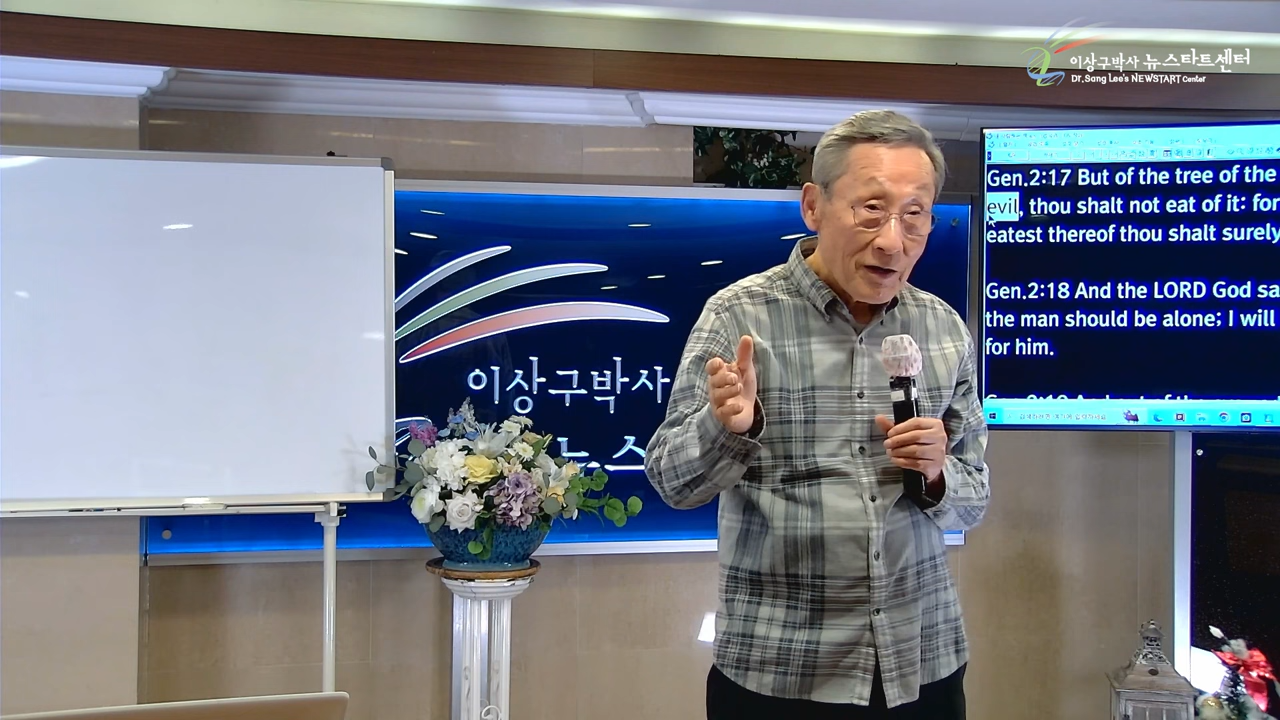 이상구박사 뉴스타트센터
Dr. Sang Lee's NEWSTART Center
Gen.2:17 But of the tree of the
evil, thou shalt not eat of it: for
eatest thereof thou shalt surely
Gen.2:18 And the LORD God sa
the man should be alone; I will
for him.
이상구박사
뉴스